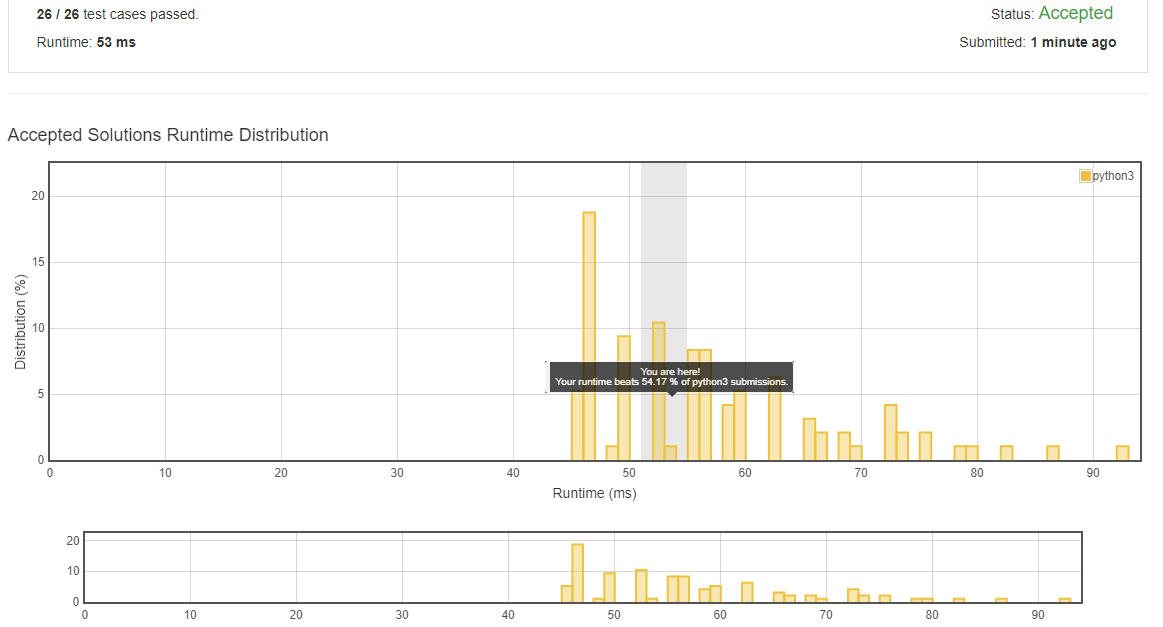 26 / 26 test cases passed.
Status: Accepted
Runtime: 53 ms
Submitted: 1 minute ago
Accepted Solutions Runtime Distribution
python3
20
15
10
5
0
Distribution (%)
You are here!
Your runtime beats 54.17 % of python3 submissions.
0 10 20 30 40 50 60 70 80 90
Runtime (ms)
20
10
0
0 10 20 30 40 50 60 70 80 90